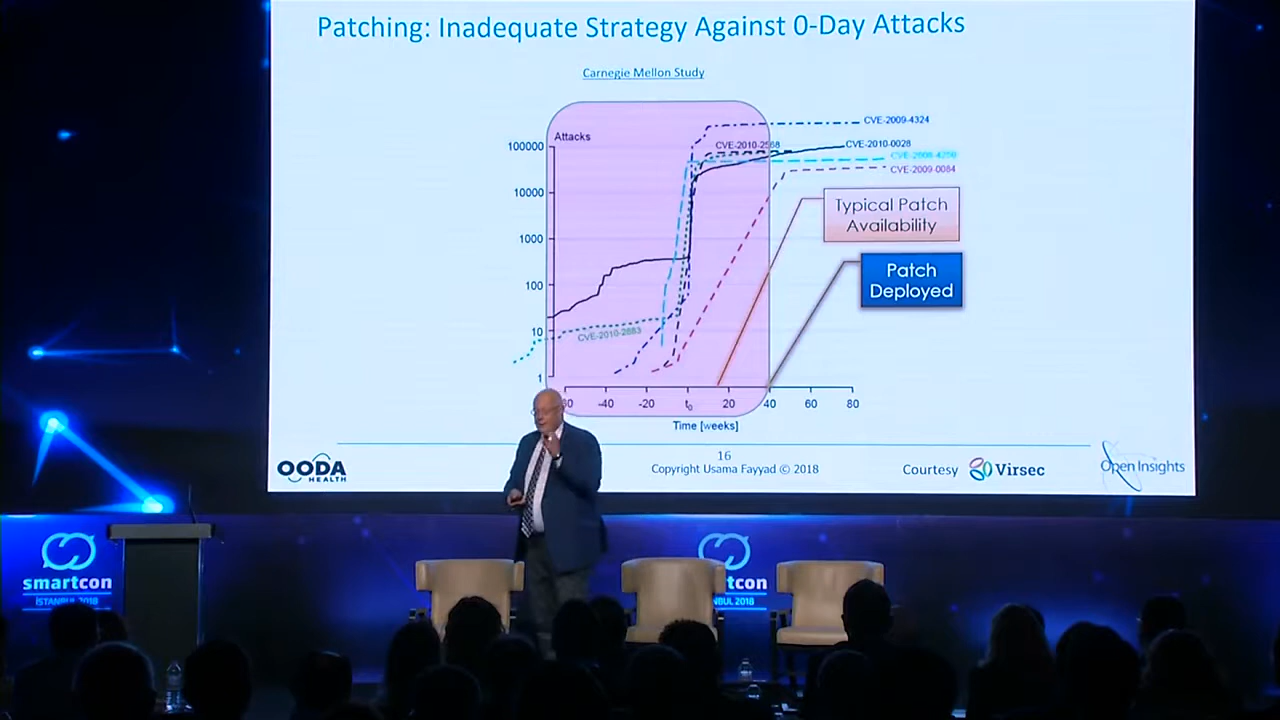 Patching: Inadequate Strategy Against 0-Day Attacks
Carnegie Mellon Study
Attacks
100000
10000
1000
100
10
1
CVE-2009-4324
CVE-2010-2568
CVE-2010-0028
CVE-2009-0084
CVE-2010-2883
Typical Patch
Availability
Patch
Deployed
-40
-20
t0
20
40
60
80
Time [weeks]
16
Copyright Usama Fayyad © 2018
OODA
HEALTH
Courtesy
Virsec
Open Insights
smartcon
İSTANBUL 2018